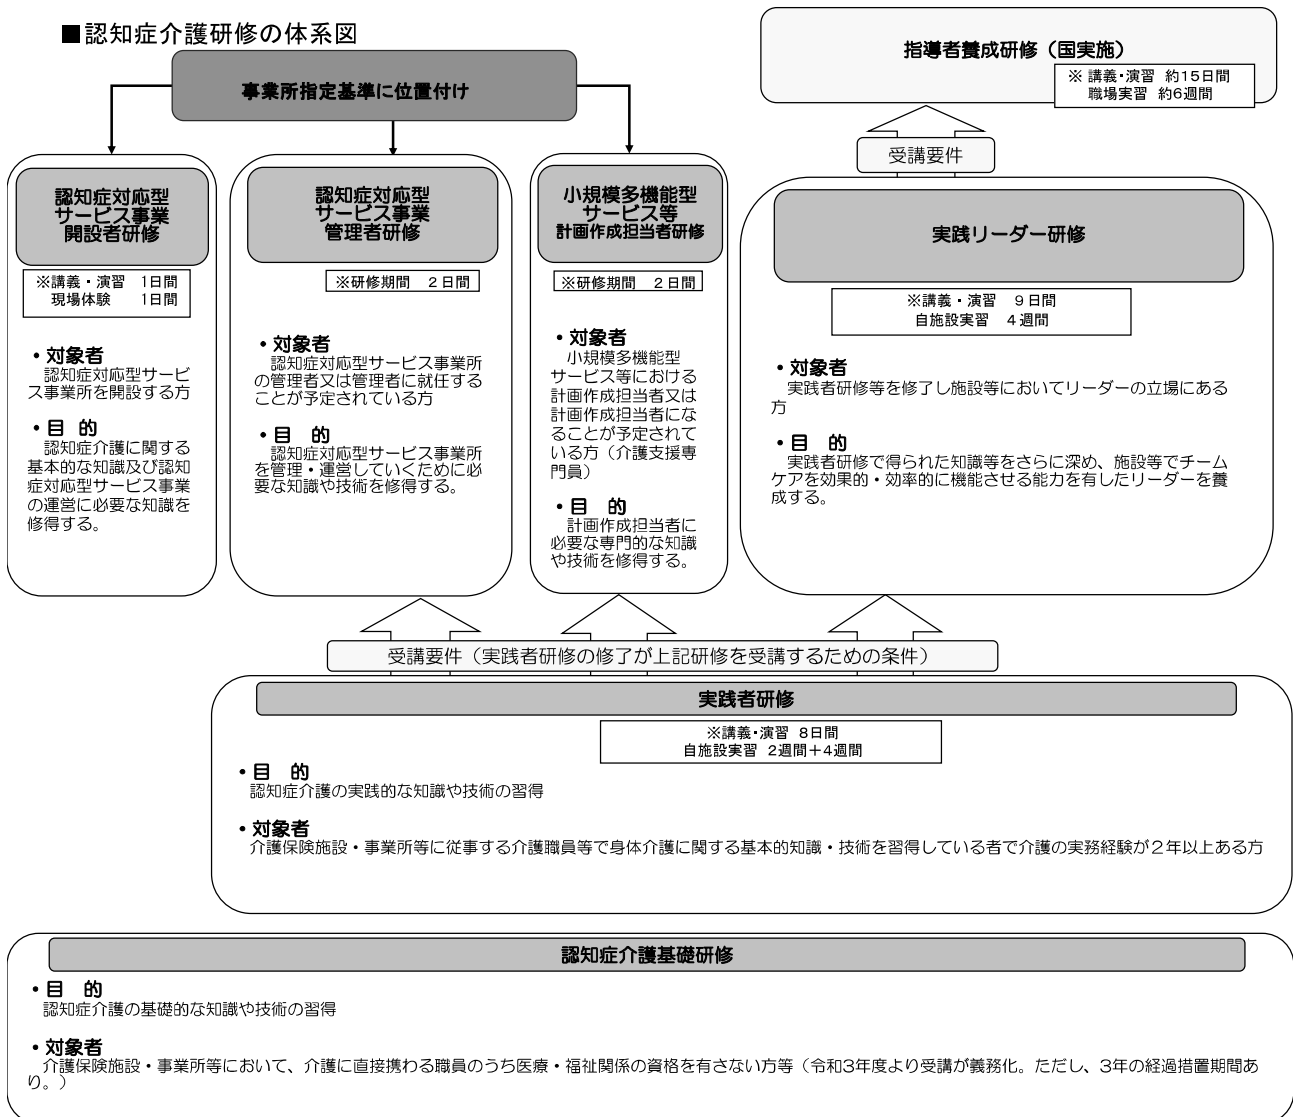 ■認知症介護研修の体系図
指導者養成研修（国実施）
※ 講義・演習 約15日間
職場実習 約6週間
事業所指定基準に位置付け
受講要件
認知症対応型
サービス事業
開設者研修
※講義・演習 1日間
現場体験 1日間
・対象者
認知症対応型サービ
ス事業所を開設する方
・目 的
認知症介護に関する
基本的な知識及び認知
症対応型サービス事業
の運営に必要な知識を
修得する。
認知症対応型
サービス事業
管理者研修
※研修期間 ２日間
・対象者
認知症対応型サービス事業所
の管理者又は管理者に就任する
ことが予定されている方
・目 的
認知症対応型サービス事業所
を管理・運営していくために必
要な知識や技術を修得する。
小規模多機能型
サービス等
計画作成担当者研修
※研修期間 ２日間
・対象者
小規模多機能型
サービス等における
計画作成担当者又は
計画作成担当者にな
ることが予定されて
いる方（介護支援専
門員）
・目 的
計画作成担当者に
必要な専門的な知識
や技術を修得する。
実践リーダー研修
※講義・演習 ９日間
自施設実習 ４週間
・対象者
実践者研修等を修了し施設等においてリーダーの立場にある
方
・目 的
実践者研修で得られた知識等をさらに深め、施設等でチーム
ケアを効果的・効率的に機能させる能力を有したリーダーを養
成する。
受講要件（実践者研修の修了が上記研修を受講するための条件）
実践者研修
※講義・演習 8日間
自施設実習 2週間＋4週間
・目 的
認知症介護の実践的な知識や技術の習得
・対象者
介護保険施設・事業所等に従事する介護職員等で身体介護に関する基本的知識・技術を習得している者で介護の実務経験が２年以上ある方
認知症介護基礎研修
・目 的
認知症介護の基礎的な知識や技術の習得
・対象者
介護保険施設・事業所等において、介護に直接携わる職員のうち医療・福祉関係の資格を有さない方等（令和3年度より受講が義務化。ただし、3年の経過措置期間あ
り。）